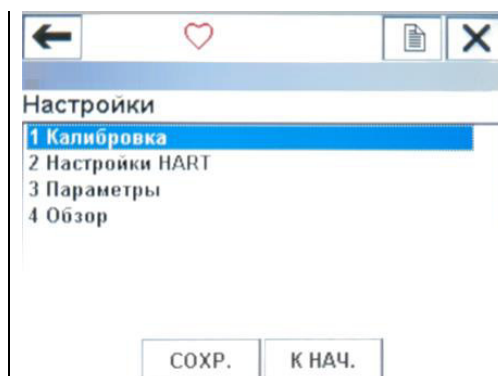 Настройки
1 Калибровка
2 Настройки HART
3 Параметры
4 Обзор
СОХР. К НАЧ.